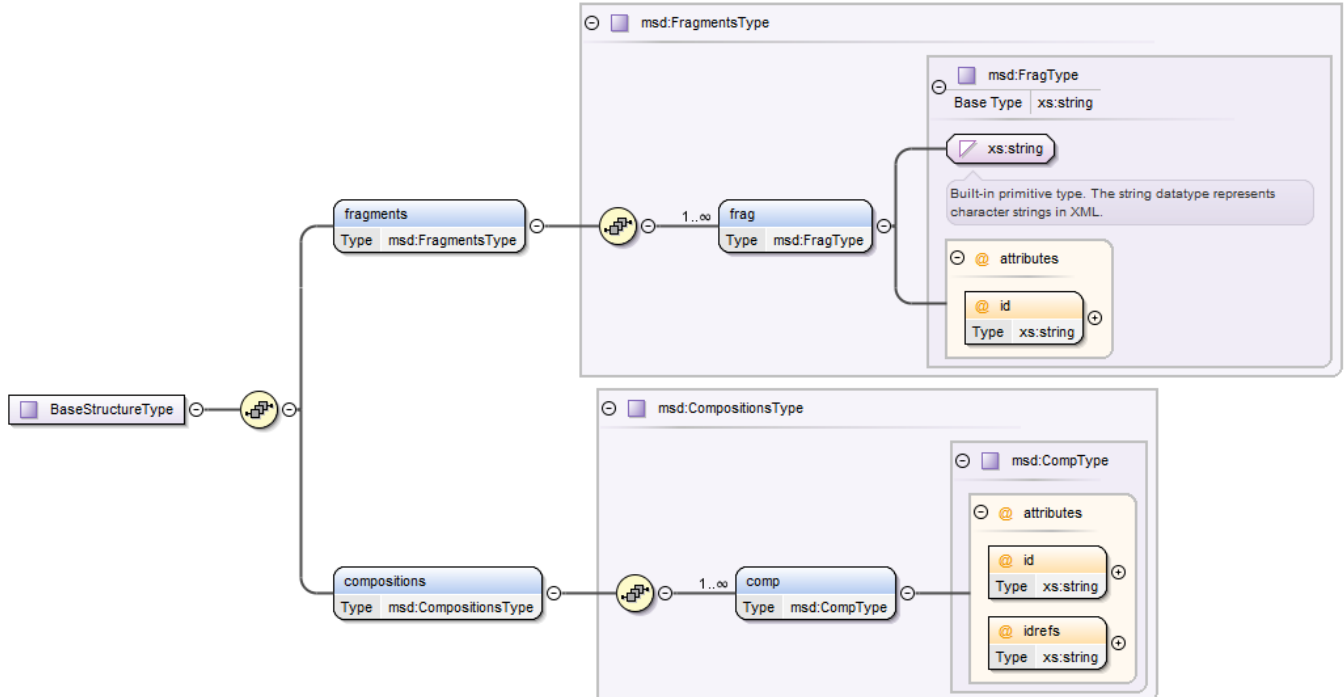 msd:FragmentsType
msd:FragType
Base Type xs:string
xs:string
Built-in primitive type. The string datatype represents
character strings in XML.
fragments
Type msd:FragmentsType
1..∞
frag
Type msd:FragType
@ attributes
@ id
Type xs:string
BaseStructureType
msd:CompositionsType
msd:CompType
@ attributes
compositions
Type msd:CompositionsType
1..∞
comp
Type msd:CompType
@ id
Type xs:string
@ idrefs
Type xs:string